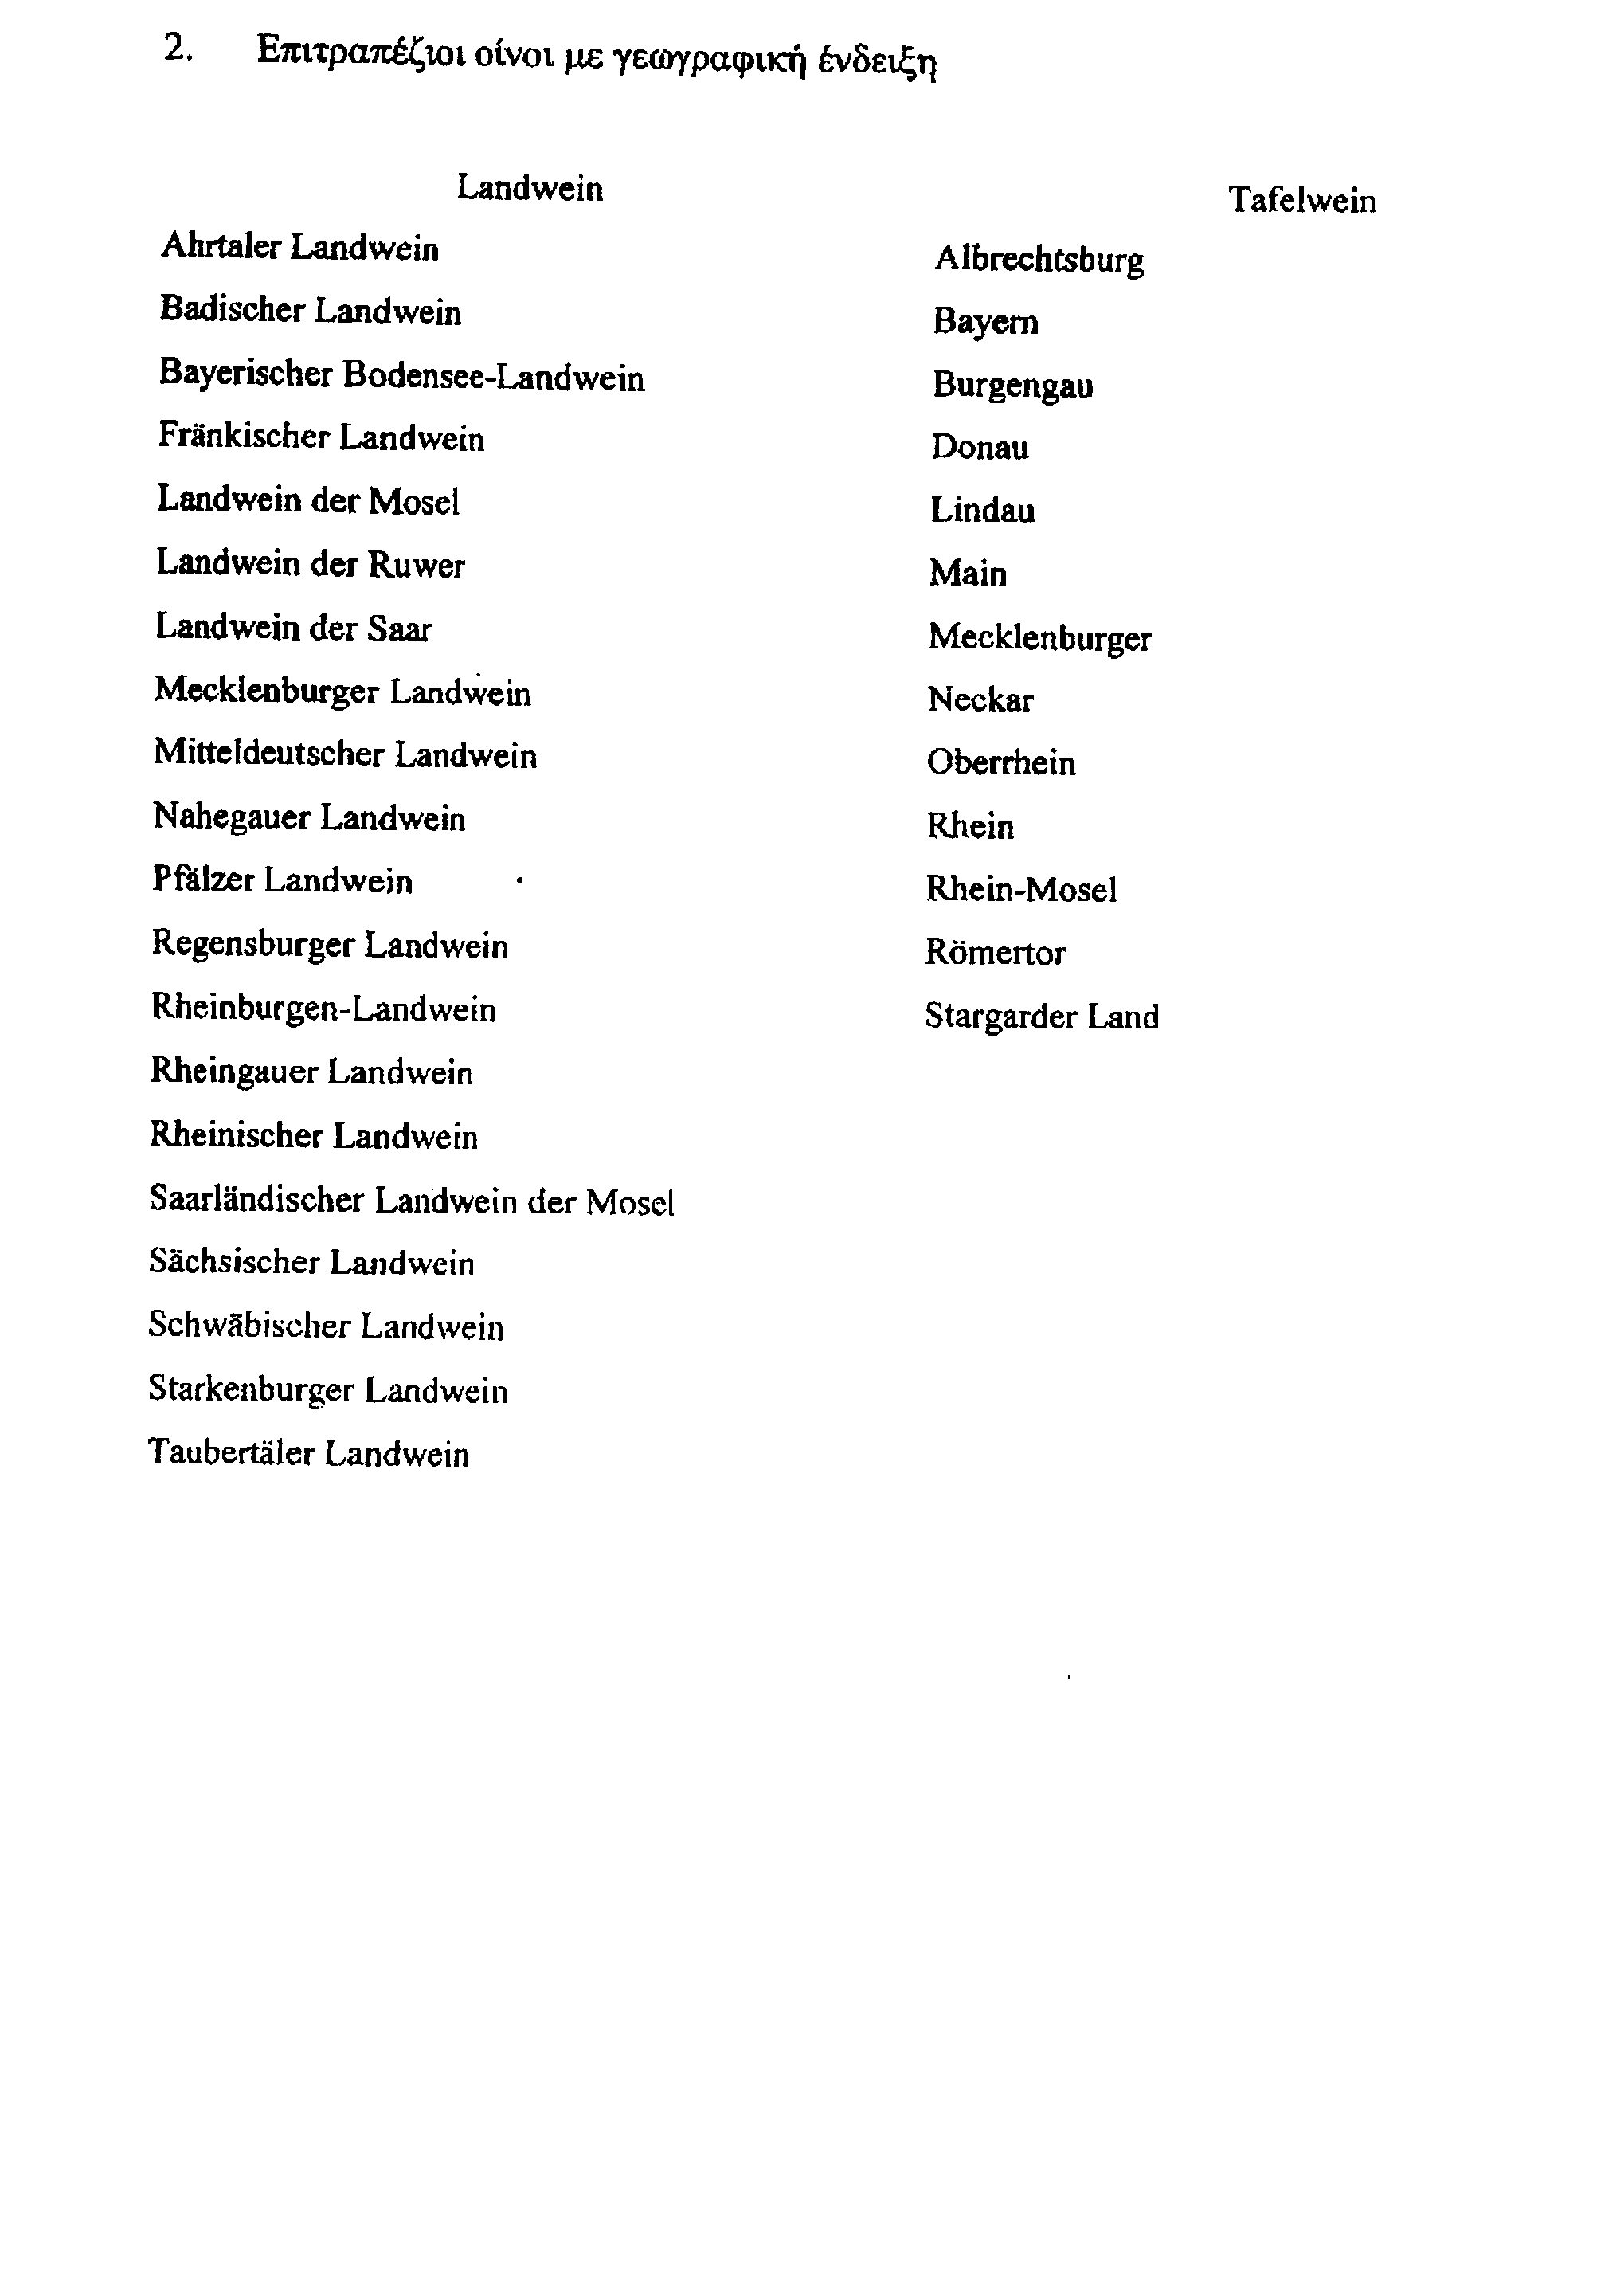 2. Επιτραπέζιοι οίνοι με γεωγραφική ένδειξη
Landwein Tafelwein
Ahrtaler Landwein Albrechtsburg
Badischer Landwein Bayern
Bayerischer Bodensee-Landwein Burgengau
Fränkischer Landwein Donau
Landwein der Mosel Lindau
Landwein der Ruwer Main
Landwein der Saar Mecklenburger
Mecklenburger Landwein Neckar
Mitteldeutscher Landwein Oberrhein
Nahegauer Landwein Rhein
Pfälzer Landwein Rhein-Mosel
Regensburger Landwein Römertor
Rheinburgen-Landwein Stargarder Land
Rheingauer Landwein
Rheinischer Landwein
Saarländischer Landwein der Mosel
Sächsischer Landwein
Schwäbischer Landwein
Starkenburger Landwein
Taubertäler Landwein